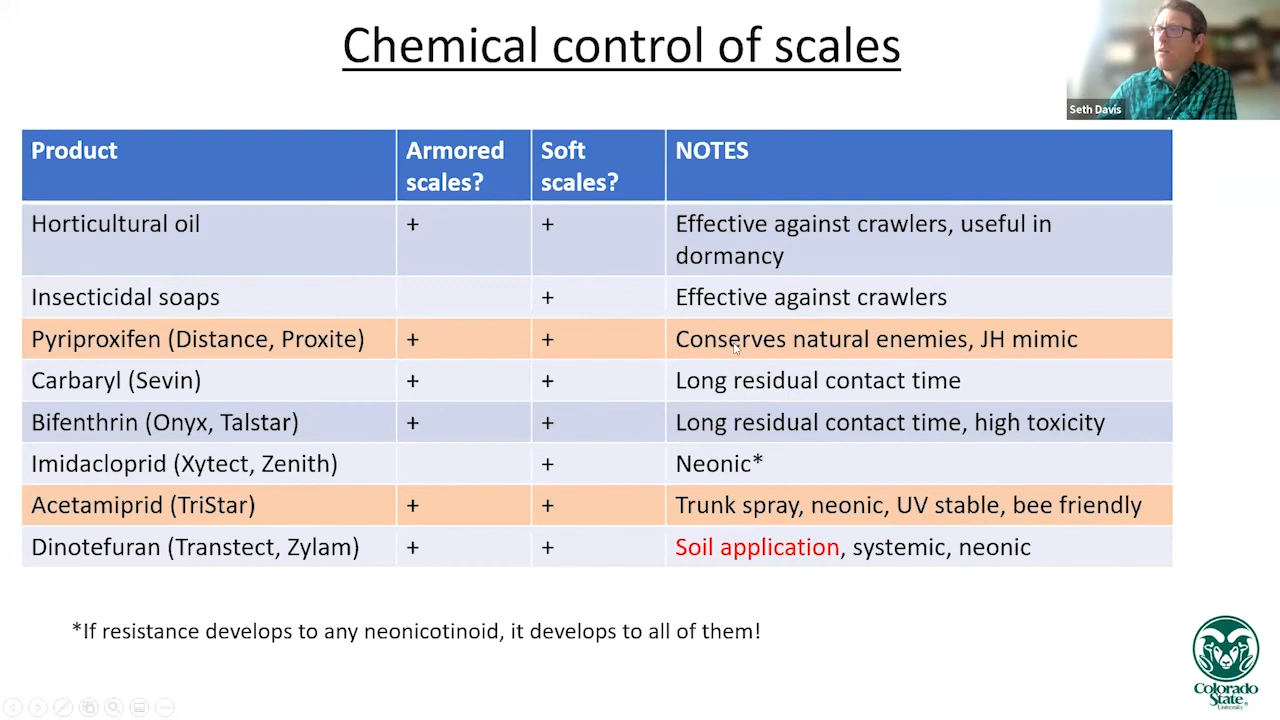 Chemical control of scales
Seth Davis
Product
Armored scales?
Soft scales?
NOTES
Horticultural oil
+
+
Effective against crawlers, useful in
dormancy
Insecticidal soaps
+
Effective against crawlers
Pyriproxifen (Distance, Proxite)
+
+
Conserves natural enemies, JH mimic
Carbaryl (Sevin)
+
+
Long residual contact time
Bifenthrin (Onyx, Talstar)
+
+
Long residual contact time, high toxicity
Imidacloprid (Xytect, Zenith)
+
Neonic*
Acetamiprid (TriStar)
+
+
Trunk spray, neonic, UV stable, bee friendly
Dinotefuran (Transtect, Zylam)
+
+
Soil application, systemic, neonic
*If resistance develops to any neonicotinoid, it develops to all of them!
Colorado
State
University